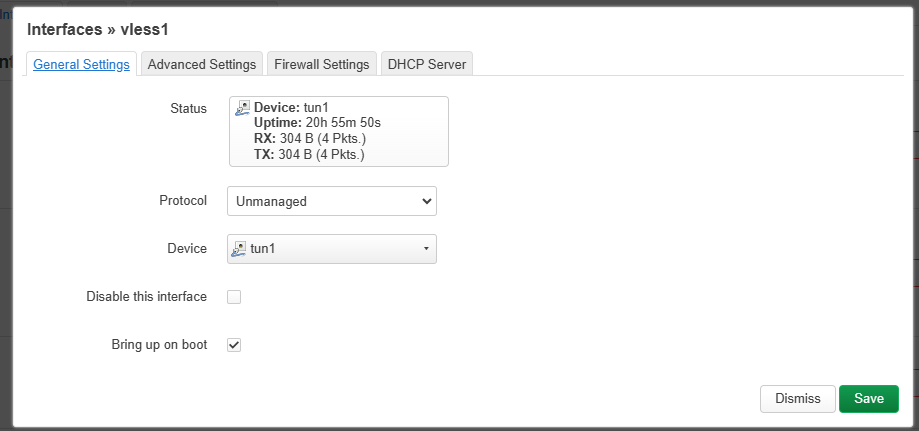 Interfaces » vless1
General Settings
Advanced Settings
Firewall Settings
DHCP Server
Status
Device: tun1
Uptime: 20h 55m 50s
RX: 304 B (4 Pkts.)
TX: 304 B (4 Pkts.)
Protocol
Unmanaged
Device
tun1
Disable this interface
Bring up on boot
Dismiss
Save